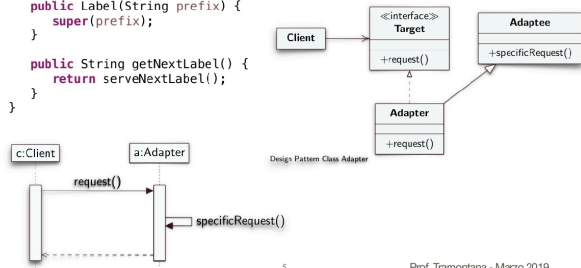 public Label(String prefix) {
super(prefix);
}
public String getNextLabel() {
return serveNextLabel();
}
}
Client
≪interface≫
Target
+request()
Adaptee
+specificRequest()
Adapter
+request()
Design Pattern Class Adapter
c:Client
a:Adapter
request()
specificRequest()
5
Prof. Tramontana - Marzo 2019